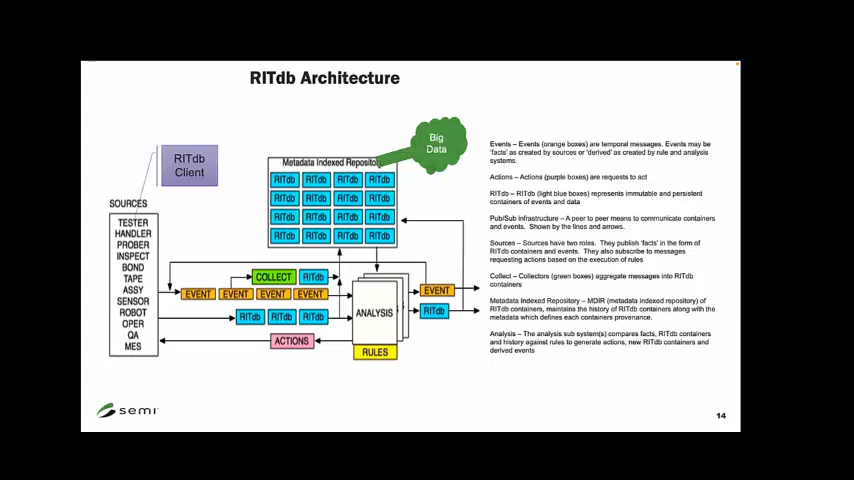 RITdb Architecture
Big
Data
RITdb
Client
Metadata Indexed Repository
RITdb RITdb RITdb RITdb
RITdb RITdb RITdb RITdb
RITdb RITdb RITdb RITdb
RITdb RITdb RITdb RITdb
SOURCES
TESTER
HANDLER
PROBER
INSPECT
BOND
TAPE
ASSY
SENSOR
ROBOT
OPER
QA
MES
COLLECT RITdb
EVENT EVENT EVENT EVENT
RITdb RITdb RITdb
ACTIONS
ANALYSIS
RULES
EVENT
RITdb
Events – Events (orange boxes) are temporal messages. Events may be
'facts' as created by sources or 'derived' as created by rule and analysis
systems.
Actions – Actions (purple boxes) are requests to act
RITdb – RITdb (light blue boxes) represents immutable and persistent
containers of events and data
Pub/Sub infrastructure – A peer to peer means to communicate containers
and events. Shown by the lines and arrows.
Sources – Sources have two roles. They publish 'facts' in the form of
RITdb containers and events. They also subscribe to messages
requesting actions based on the execution of rules
Collect – Collectors (green boxes) aggregate messages into RITdb
containers
Metadata Indexed Repository – MDIR (metadata indexed repository) of
RITdb containers, maintains the history of RITdb containers along with the
metadata which defines each containers provenance.
Analysis – The analysis sub system(s) compares facts, RITdb containers
and history against rules to generate actions, new RITdb containers and
derived events
semi
14